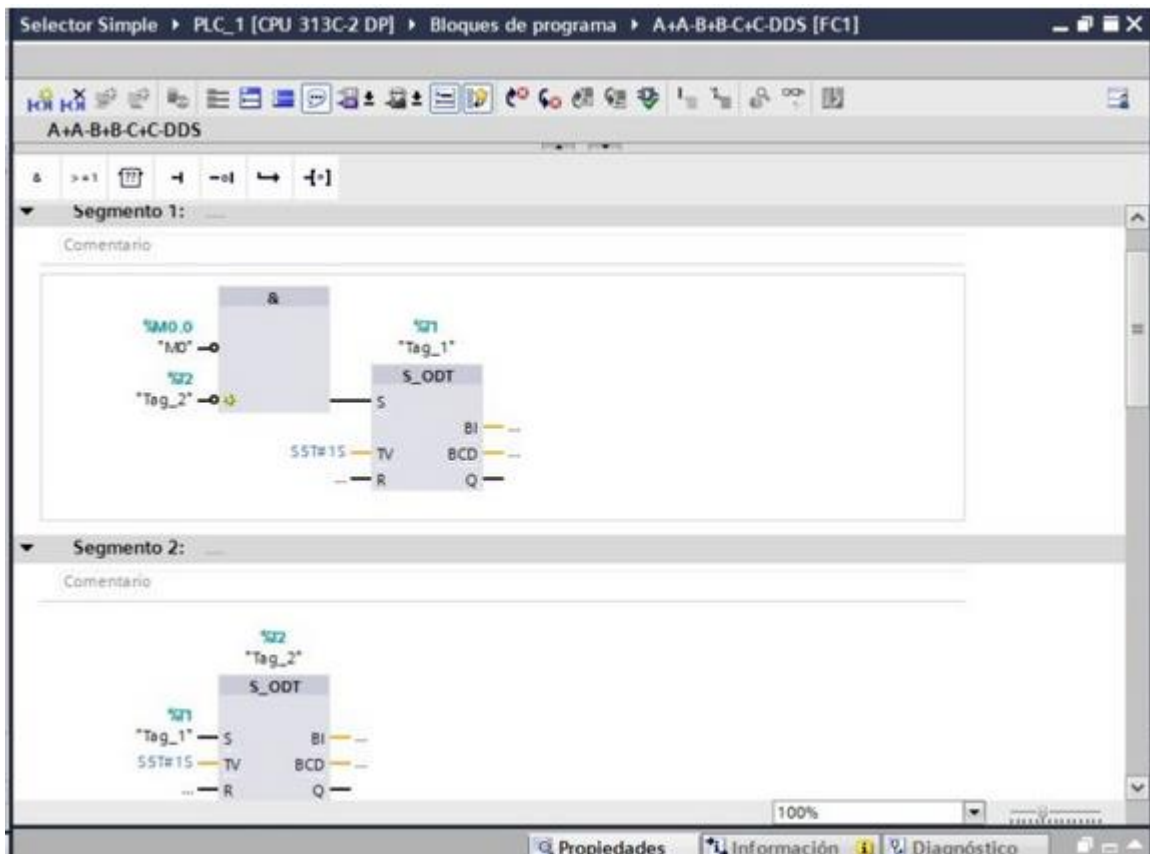 Selector Simple ▸ PLC_1 [CPU 313C-2 DP] ▸ Bloques de programa ▸ A+A-B+B-C+C-DDS [FC1]
A+A-B+B-C+C-DDS
& >=1 ??
Segmento 1: .....
Comentario
&
%M0.0
"M0"
%T2
"Tag_2"
%T1
"Tag_1"
S_ODT
S
BI ...
S5T#1S TV BCD ...
... R Q
Segmento 2: .....
Comentario
%T2
"Tag_2"
S_ODT
%T1
"Tag_1" S BI ...
S5T#1S TV BCD ...
... R Q
100%
Propiedades Información Diagnóstico